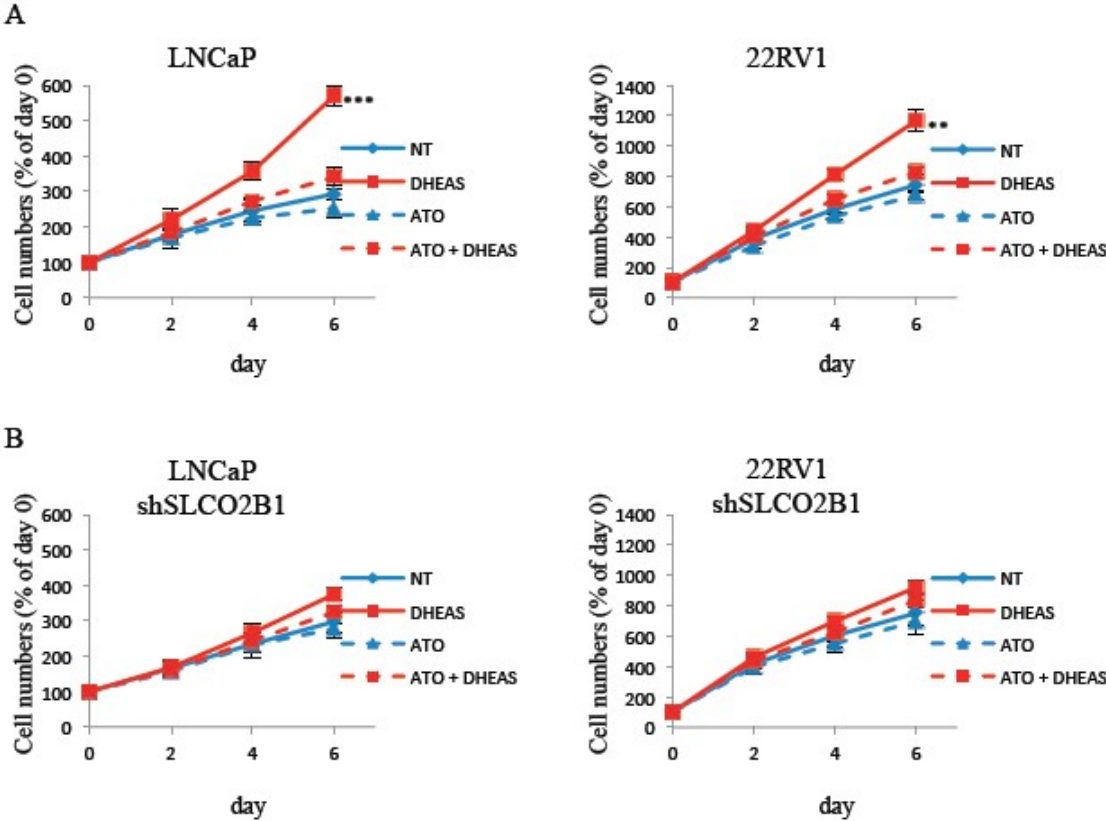 A
LNCaP
Cell numbers (% of day 0)
600
500
400
300
200
100
0
0 2 4 6
day
NT
DHEAS
ATO
ATO + DHEAS
22RV1
Cell numbers (% of day 0)
1400
1200
1000
800
600
400
200
0
0 2 4 6
day
NT
DHEAS
ATO
ATO + DHEAS
B
LNCaP
shSLCO2B1
Cell numbers (% of day 0)
600
500
400
300
200
100
0
0 2 4 6
day
NT
DHEAS
ATO
ATO + DHEAS
22RV1
shSLCO2B1
Cell numbers (% of day 0)
1400
1200
1000
800
600
400
200
0
0 2 4 6
day
NT
DHEAS
ATO
ATO + DHEAS